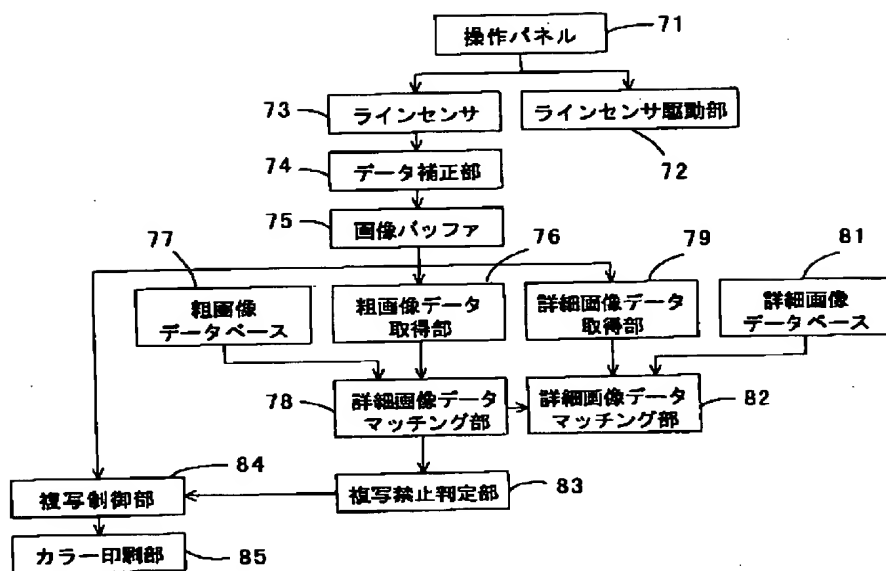 操作パネル
71
73
ラインセンサ
ラインセンサ駆動部
72
74
データ補正部
75
画像バッファ
77
76
79
81
粗画像
データベース
粗画像データ
取得部
詳細画像データ
取得部
詳細画像
データベース
78
詳細画像データ
マッチング部
詳細画像データ
マッチング部
82
84
複写制御部
複写禁止判定部
83
カラー印刷部
85